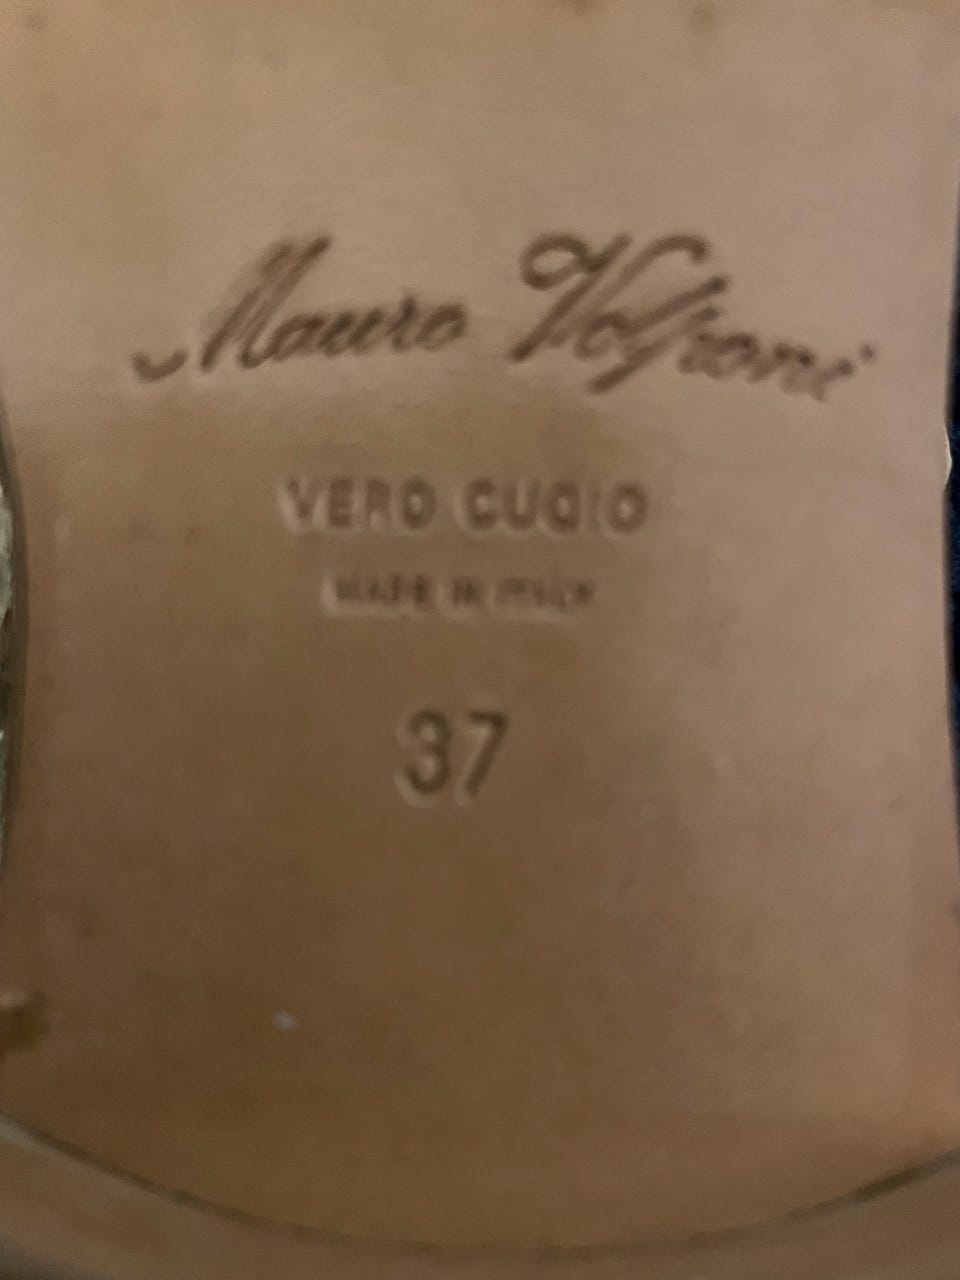 Mauro Volponi
VERO CUOIO
MADE IN ITALY
37